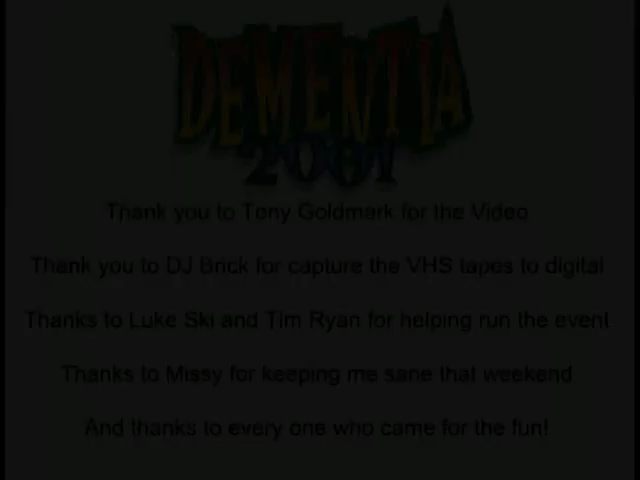 DEMENTIA
2001
Thank you to Tony Goldmark for the Video
Thank you to DJ Brick for capture the VHS tapes to digital
Thanks to Luke Ski and Tim Ryan for helping run the event
Thanks to Missy for keeping me sane that weekend
And thanks to every one who came for the fun!